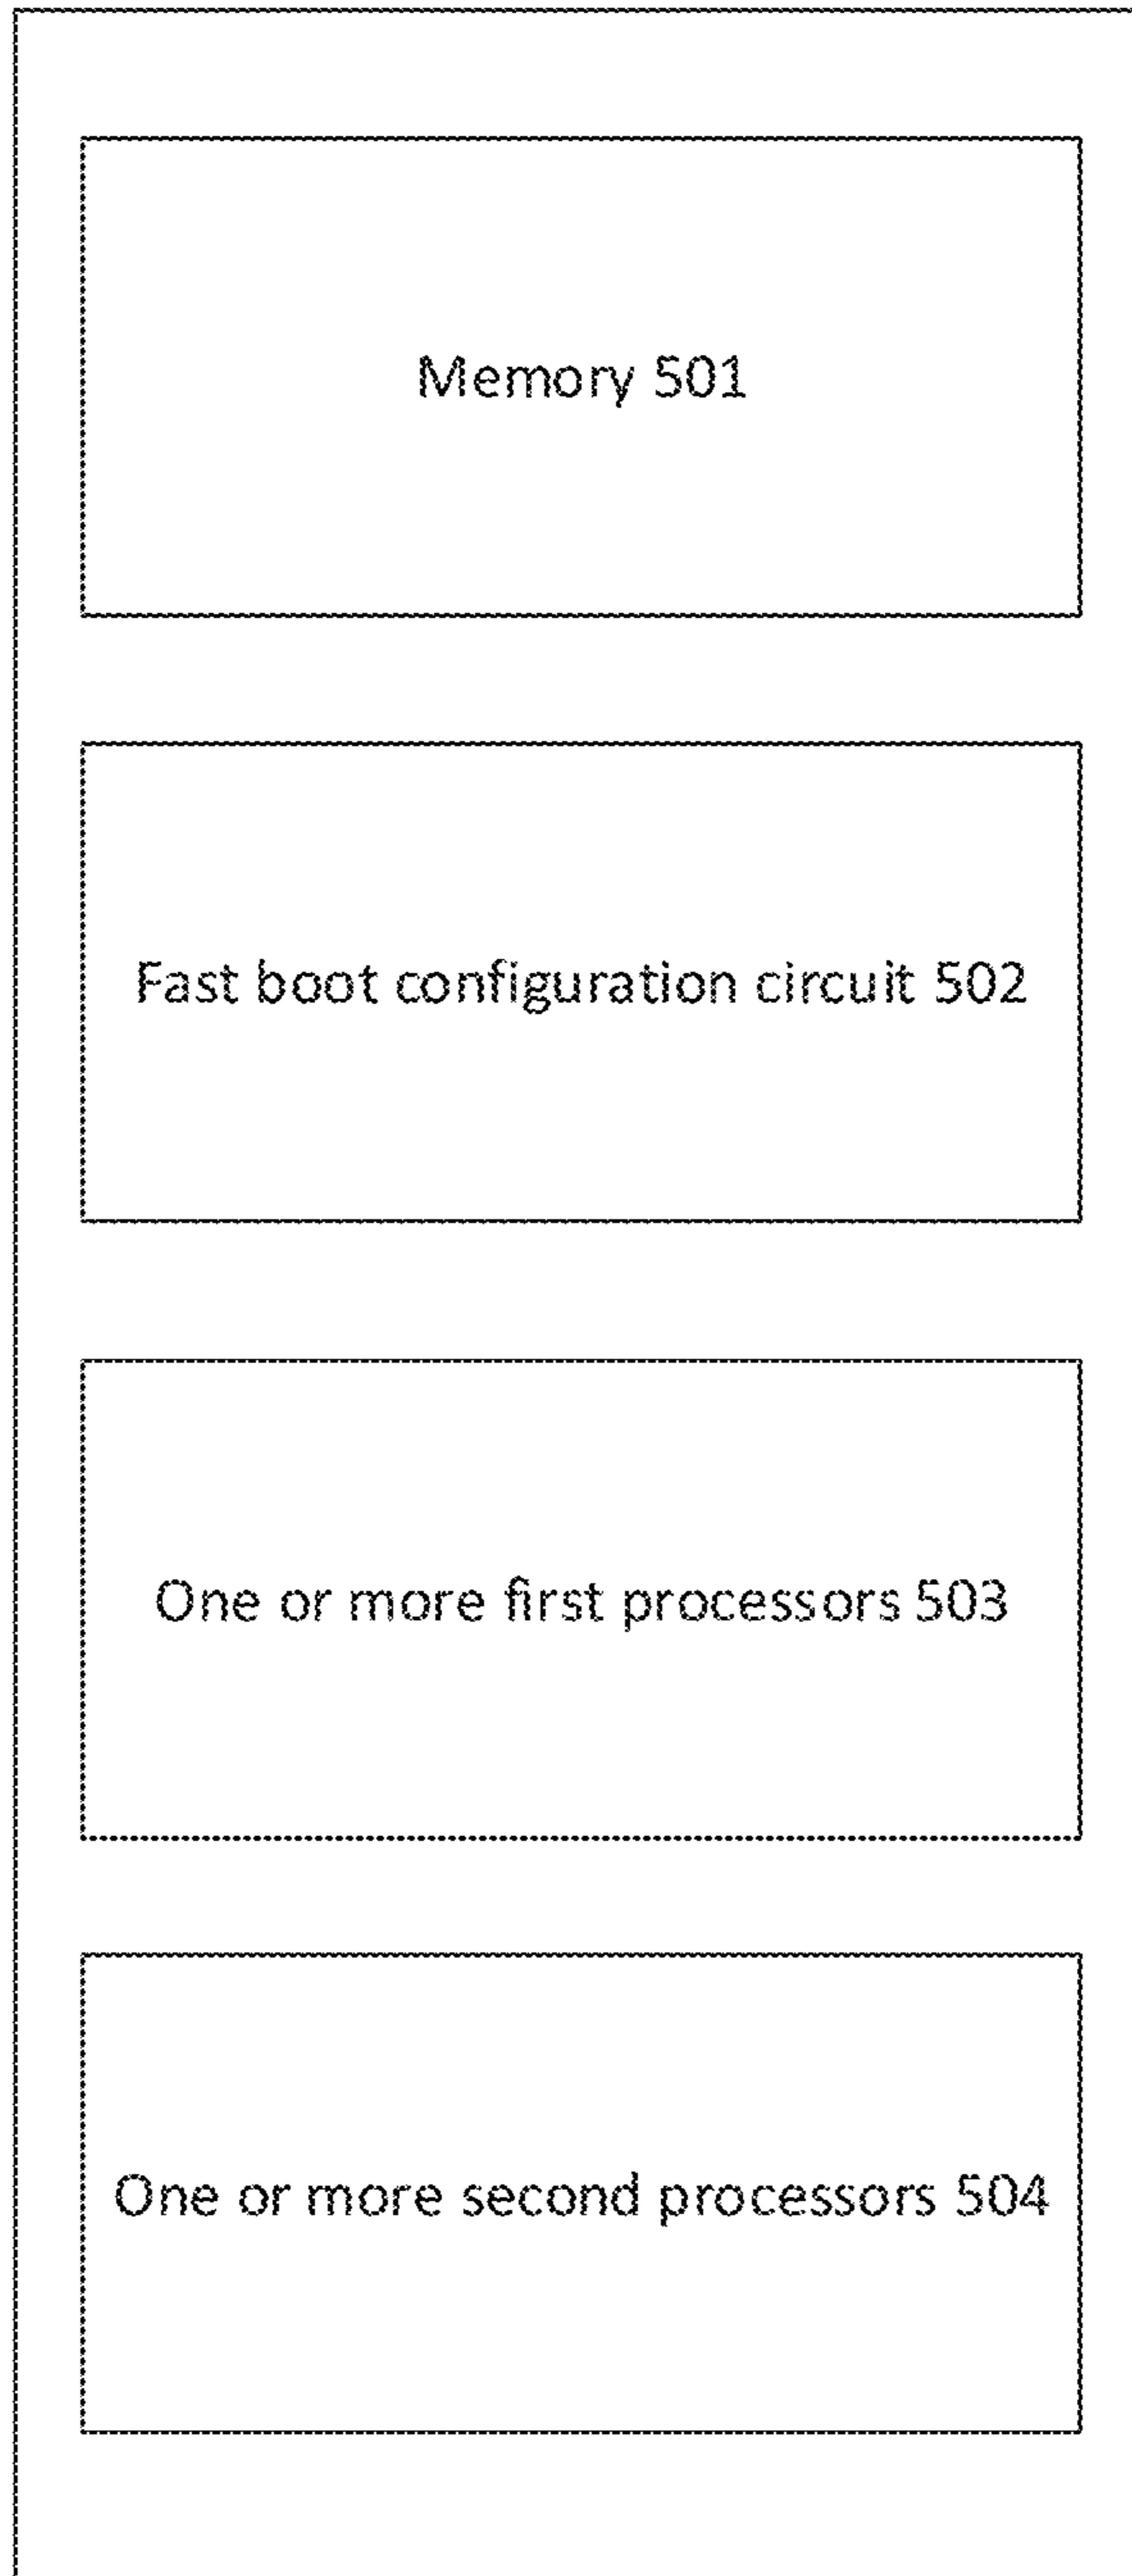 Memory 501
Fast boot configuration circuit 502
One or more first processors 503
One or more second processors 504